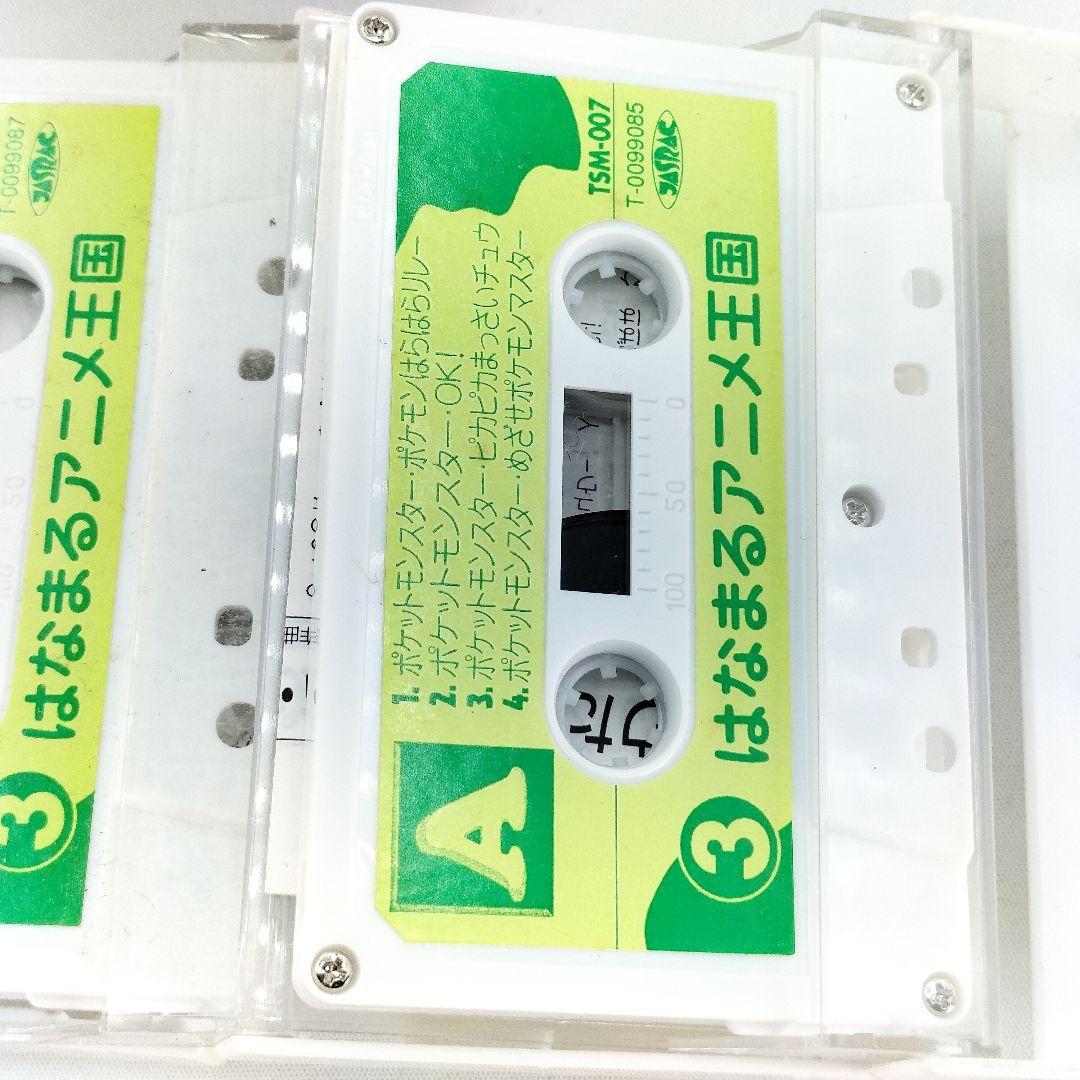 TSM-007
T-0099085
JASRAC
1. ポケットモンスター・ポケモンはらはらリレー
2. ポケットモンスター・OK!
3. ポケットモンスター・ピカピカまっさいチュウ
4. ポケットモンスター・めざせポケモンマスター
A
0
50
100
③ はなまるアニメ王国
T-0099087
JASRAC
0
50
100
③ はなまるアニメ王国